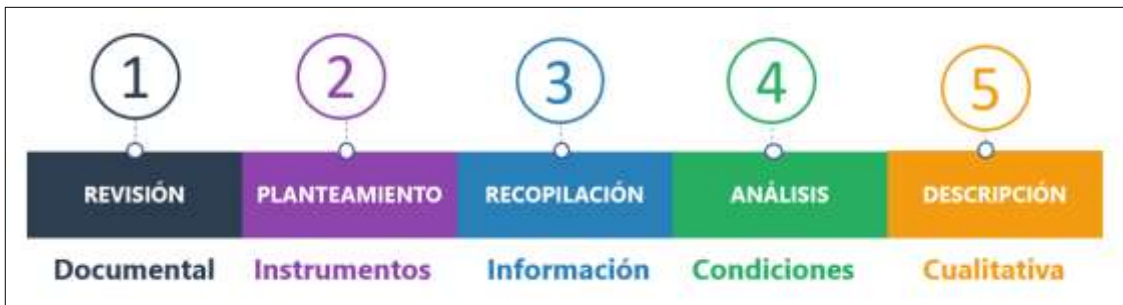 1 2 3 4 5
REVISIÓN PLANTEAMIENTO RECOPILACIÓN ANÁLISIS DESCRIPCIÓN
Documental Instrumentos Información Condiciones Cualitativa